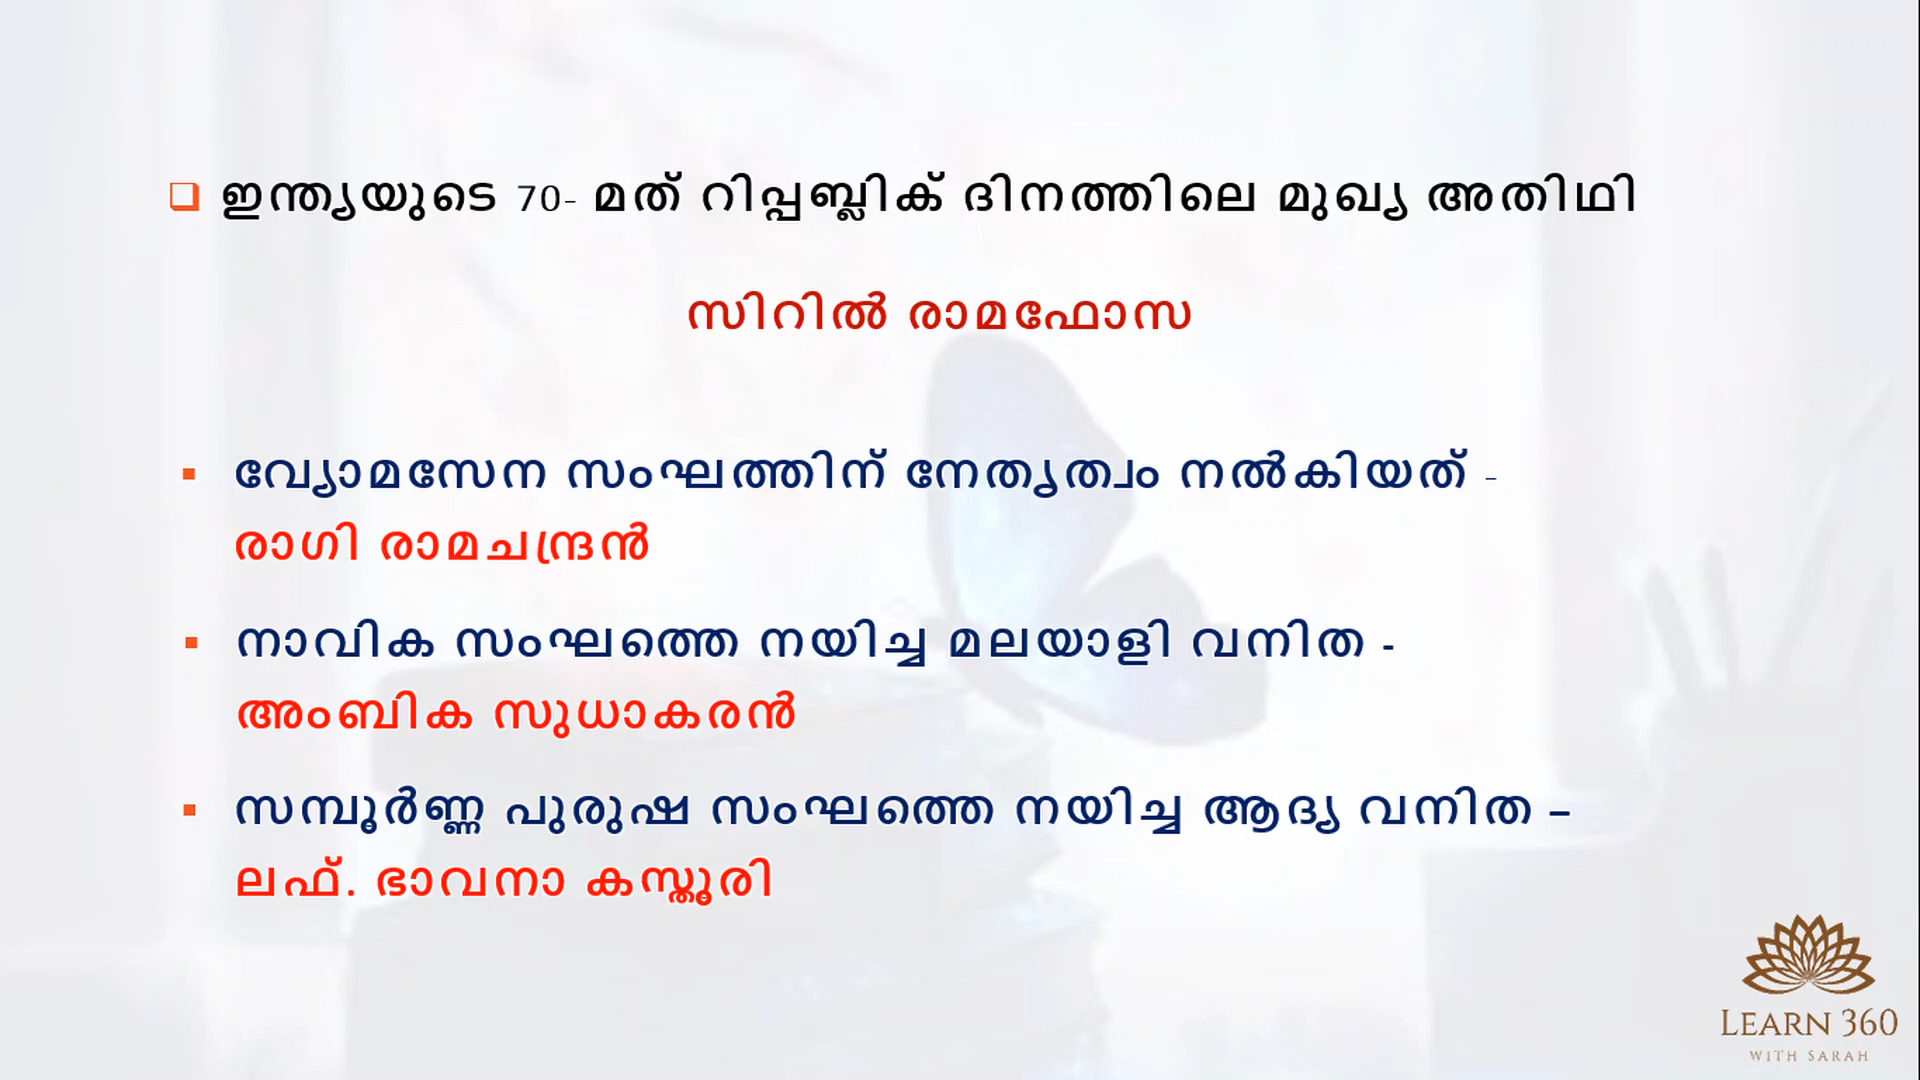 ഇന്ത്യയുടെ 70- മത് റിപ്പബ്ലിക് ദിനത്തിലെ മുഖ്യ അതിഥി
സിറിൽ രാമഫോസ
വ്യോമസേന സംഘത്തിന് നേതൃത്വം നൽകിയത് -
രാഗി രാമചന്ദ്രൻ
നാവിക സംഘത്തെ നയിച്ച മലയാളി വനിത -
അംബിക സുധാകരൻ
സമ്പൂർണ്ണ പുരുഷ സംഘത്തെ നയിച്ച ആദ്യ വനിത –
ലഫ്. ഭാവനാ കസ്തൂരി
LEARN 360
WITH SARAH